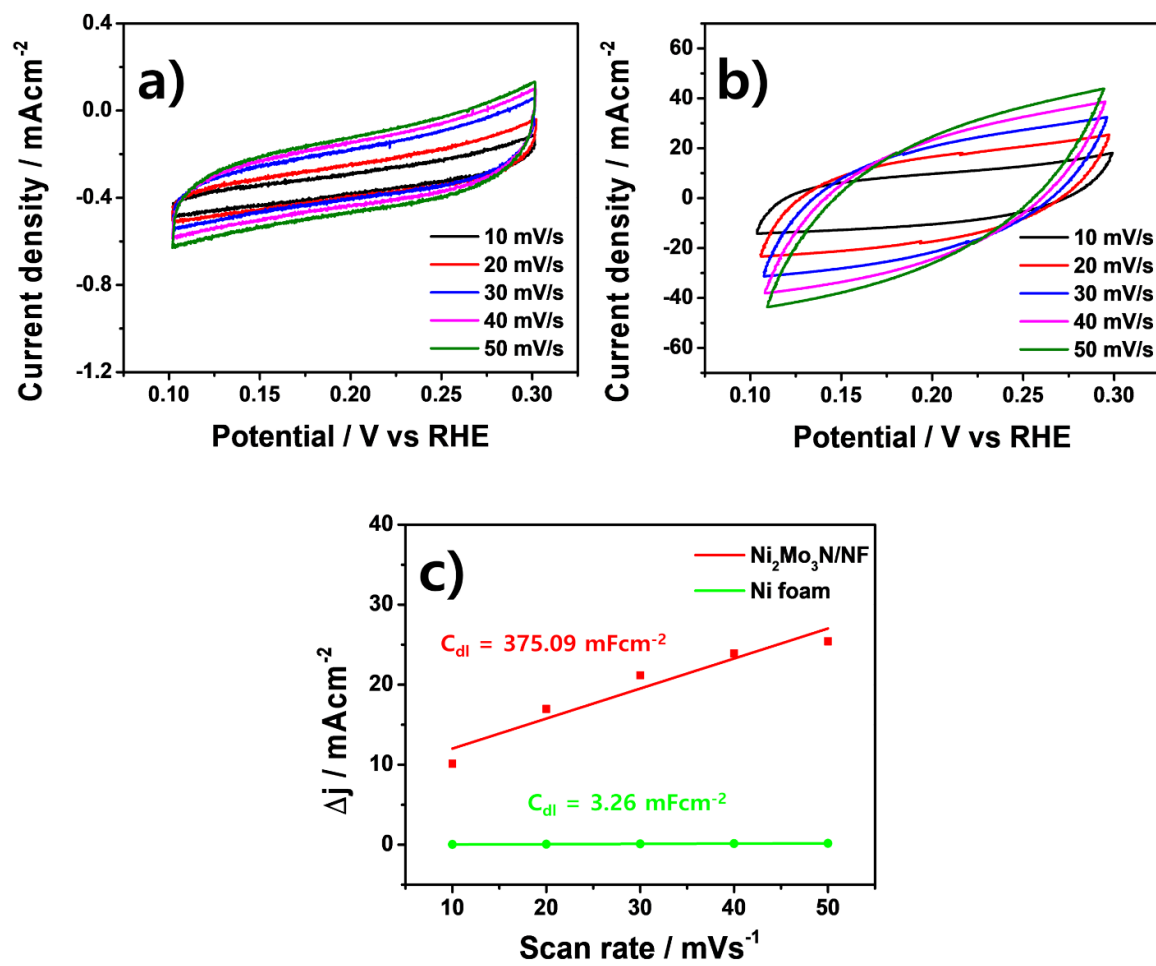 a)
0.4
0.0
-0.4
-0.8
-1.2
Current density / mAcm⁻²
10 mV/s
20 mV/s
30 mV/s
40 mV/s
50 mV/s
0.10 0.15 0.20 0.25 0.30
Potential / V vs RHE
b)
60
40
20
0
-20
-40
-60
Current density / mAcm⁻²
10 mV/s
20 mV/s
30 mV/s
40 mV/s
50 mV/s
0.10 0.15 0.20 0.25 0.30
Potential / V vs RHE
c)
40
30
20
10
0
Δj / mAcm⁻²
Ni₂Mo₃N/NF
Ni foam
C_dl = 375.09 mFcm⁻²
C_dl = 3.26 mFcm⁻²
10 20 30 40 50
Scan rate / mVs⁻¹